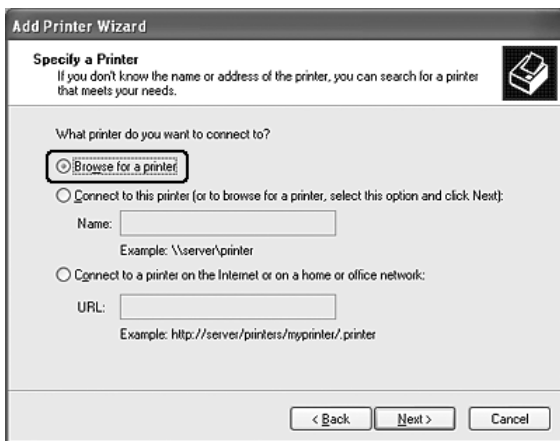 Add Printer Wizard
Specify a Printer
If you don't know the name or address of the printer, you can search for a printer
that meets your needs.
What printer do you want to connect to?
Browse for a printer
Connect to this printer (or to browse for a printer, select this option and click Next):
Name:
Example: \\server\printer
Connect to a printer on the Internet or on a home or office network:
URL:
Example: http://server/printers/myprinter/.printer
< Back Next > Cancel